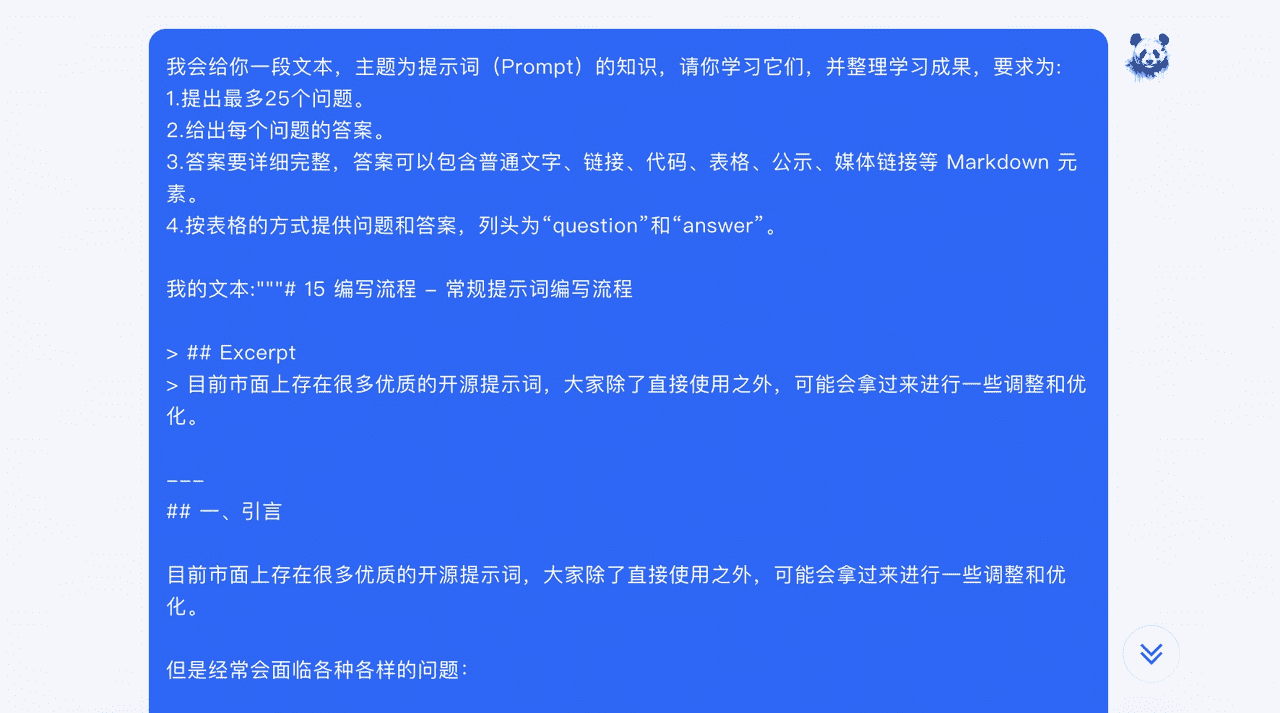 我会给你一段文本，主题为提示词（Prompt）的知识，请你学习它们，并整理学习成果，要求为:
1.提出最多25个问题。
2.给出每个问题的答案。
3.答案要详细完整，答案可以包含普通文字、链接、代码、表格、公示、媒体链接等 Markdown 元
素。
4.按表格的方式提供问题和答案，列头为“question”和“answer”。
我的文本:"""# 15 编写流程 - 常规提示词编写流程
> ## Excerpt
> 目前市面上存在很多优质的开源提示词，大家除了直接使用之外，可能会拿过来进行一些调整和优
化。
---
## 一、引言
目前市面上存在很多优质的开源提示词，大家除了直接使用之外，可能会拿过来进行一些调整和优
化。
但是经常会面临各种各样的问题：